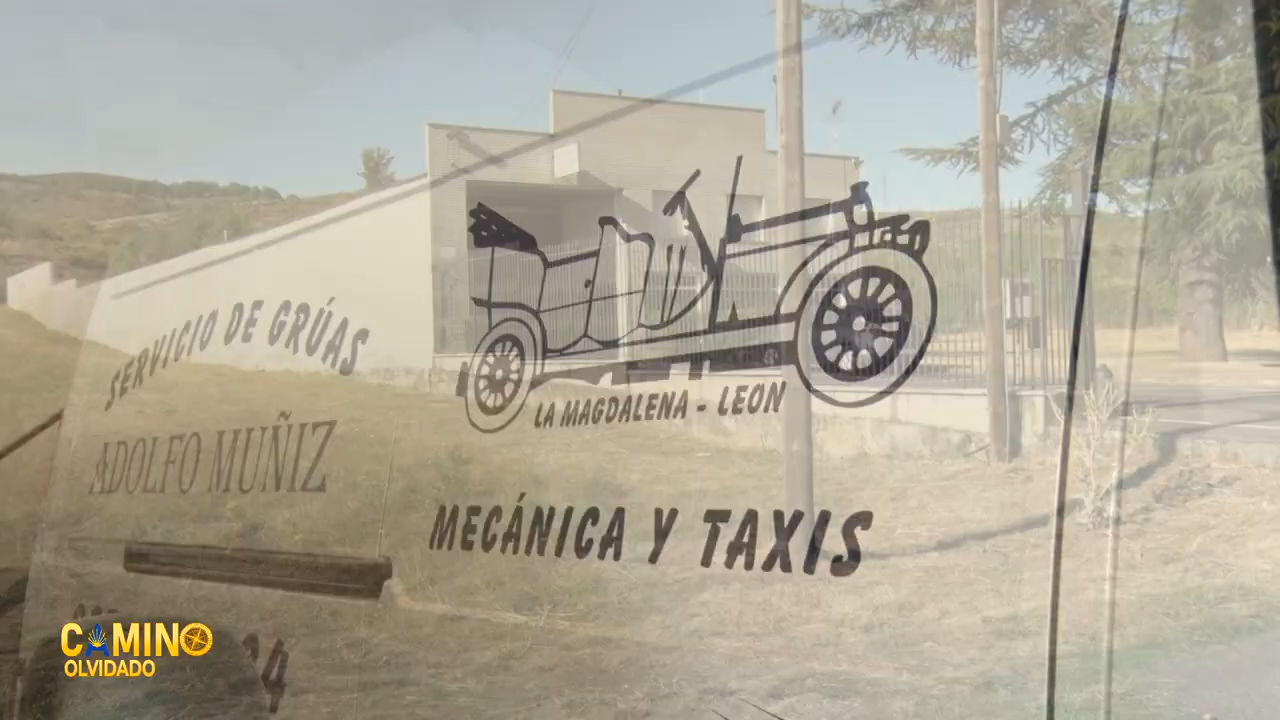 SERVICIO DE GRÚAS
LA MAGDALENA - LEON
ADOLFO MUÑIZ
MECÁNICA Y TAXIS
CAMINO
OLVIDADO